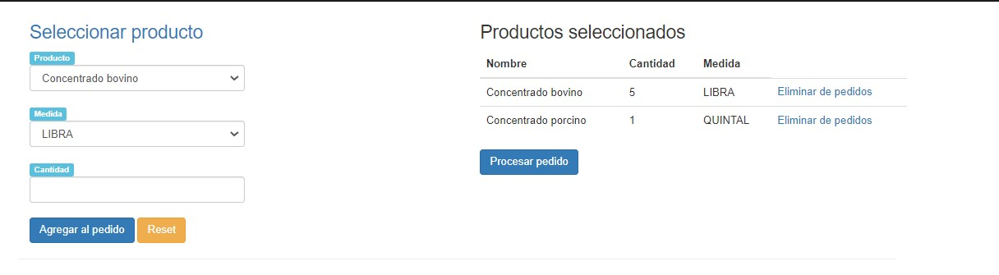 Seleccionar producto
Producto
Concentrado bovino
Medida
LIBRA
Cantidad
Agregar al pedido Reset
Productos seleccionados
Nombre Cantidad Medida
Concentrado bovino 5 LIBRA Eliminar de pedidos
Concentrado porcino 1 QUINTAL Eliminar de pedidos
Procesar pedido